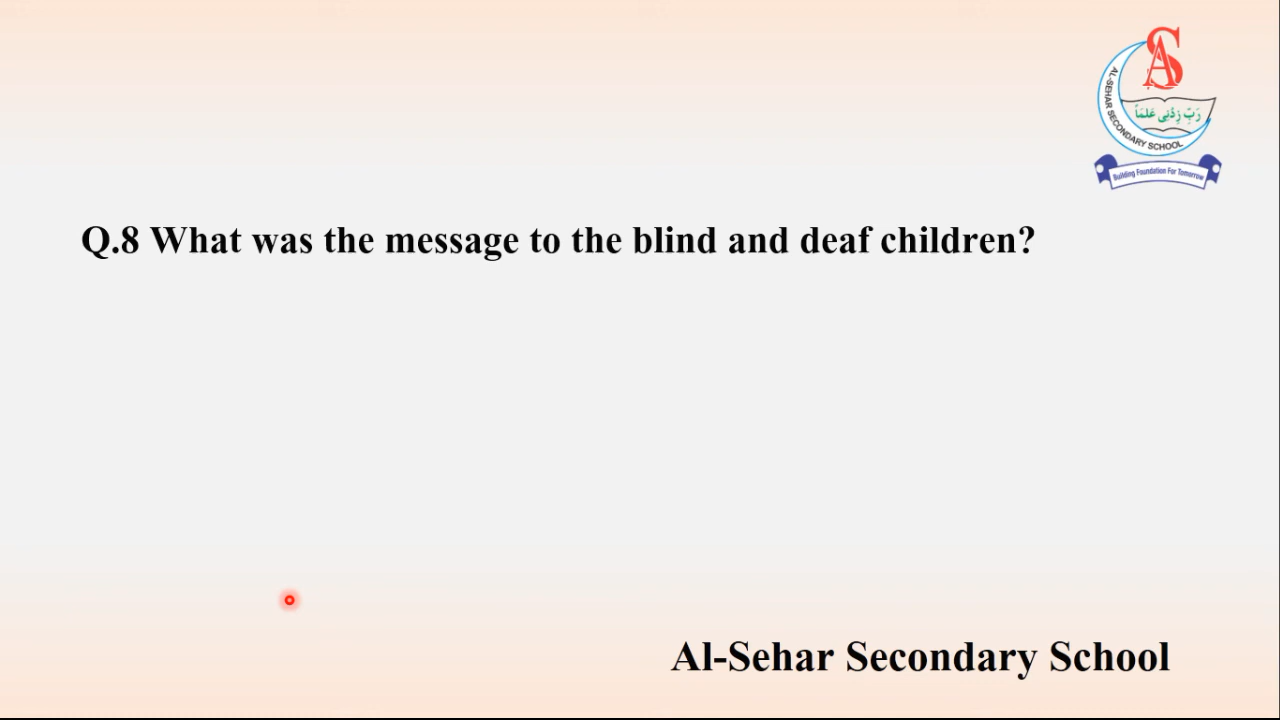 SA
AL-SEHAR SECONDARY SCHOOL
رَبِّ زِدْنِی عِلْمَاً
Building Foundation For Tomorrow
Q.8 What was the message to the blind and deaf children?
Al-Sehar Secondary School